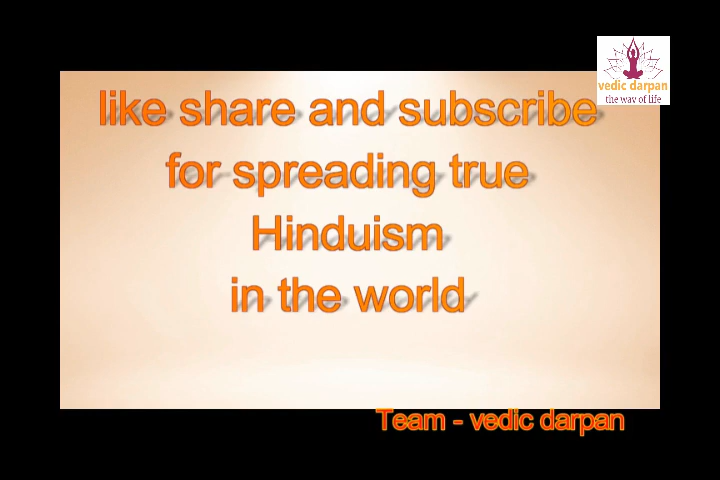 vedic darpan
the way of life
like share and subscribe
for spreading true
Hinduism
in the world
Team - vedic darpan